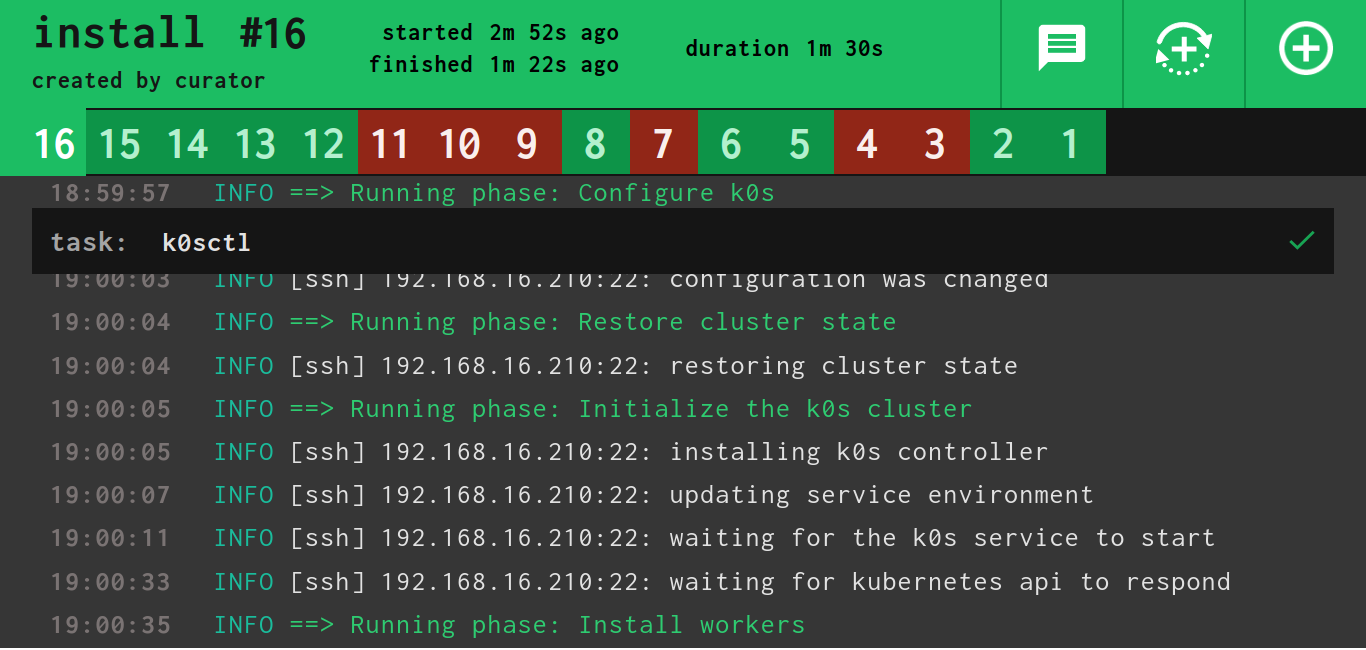 install #16
created by curator
started 2m 52s ago
finished 1m 22s ago
duration 1m 30s
16 15 14 13 12 11 10 9 8 7 6 5 4 3 2 1
18:59:57 INFO ==> Running phase: Configure k0s
task: k0sctl
19:00:03 INFO [ssh] 192.168.16.210:22: configuration was changed
19:00:04 INFO ==> Running phase: Restore cluster state
19:00:04 INFO [ssh] 192.168.16.210:22: restoring cluster state
19:00:05 INFO ==> Running phase: Initialize the k0s cluster
19:00:05 INFO [ssh] 192.168.16.210:22: installing k0s controller
19:00:07 INFO [ssh] 192.168.16.210:22: updating service environment
19:00:11 INFO [ssh] 192.168.16.210:22: waiting for the k0s service to start
19:00:33 INFO [ssh] 192.168.16.210:22: waiting for kubernetes api to respond
19:00:35 INFO ==> Running phase: Install workers